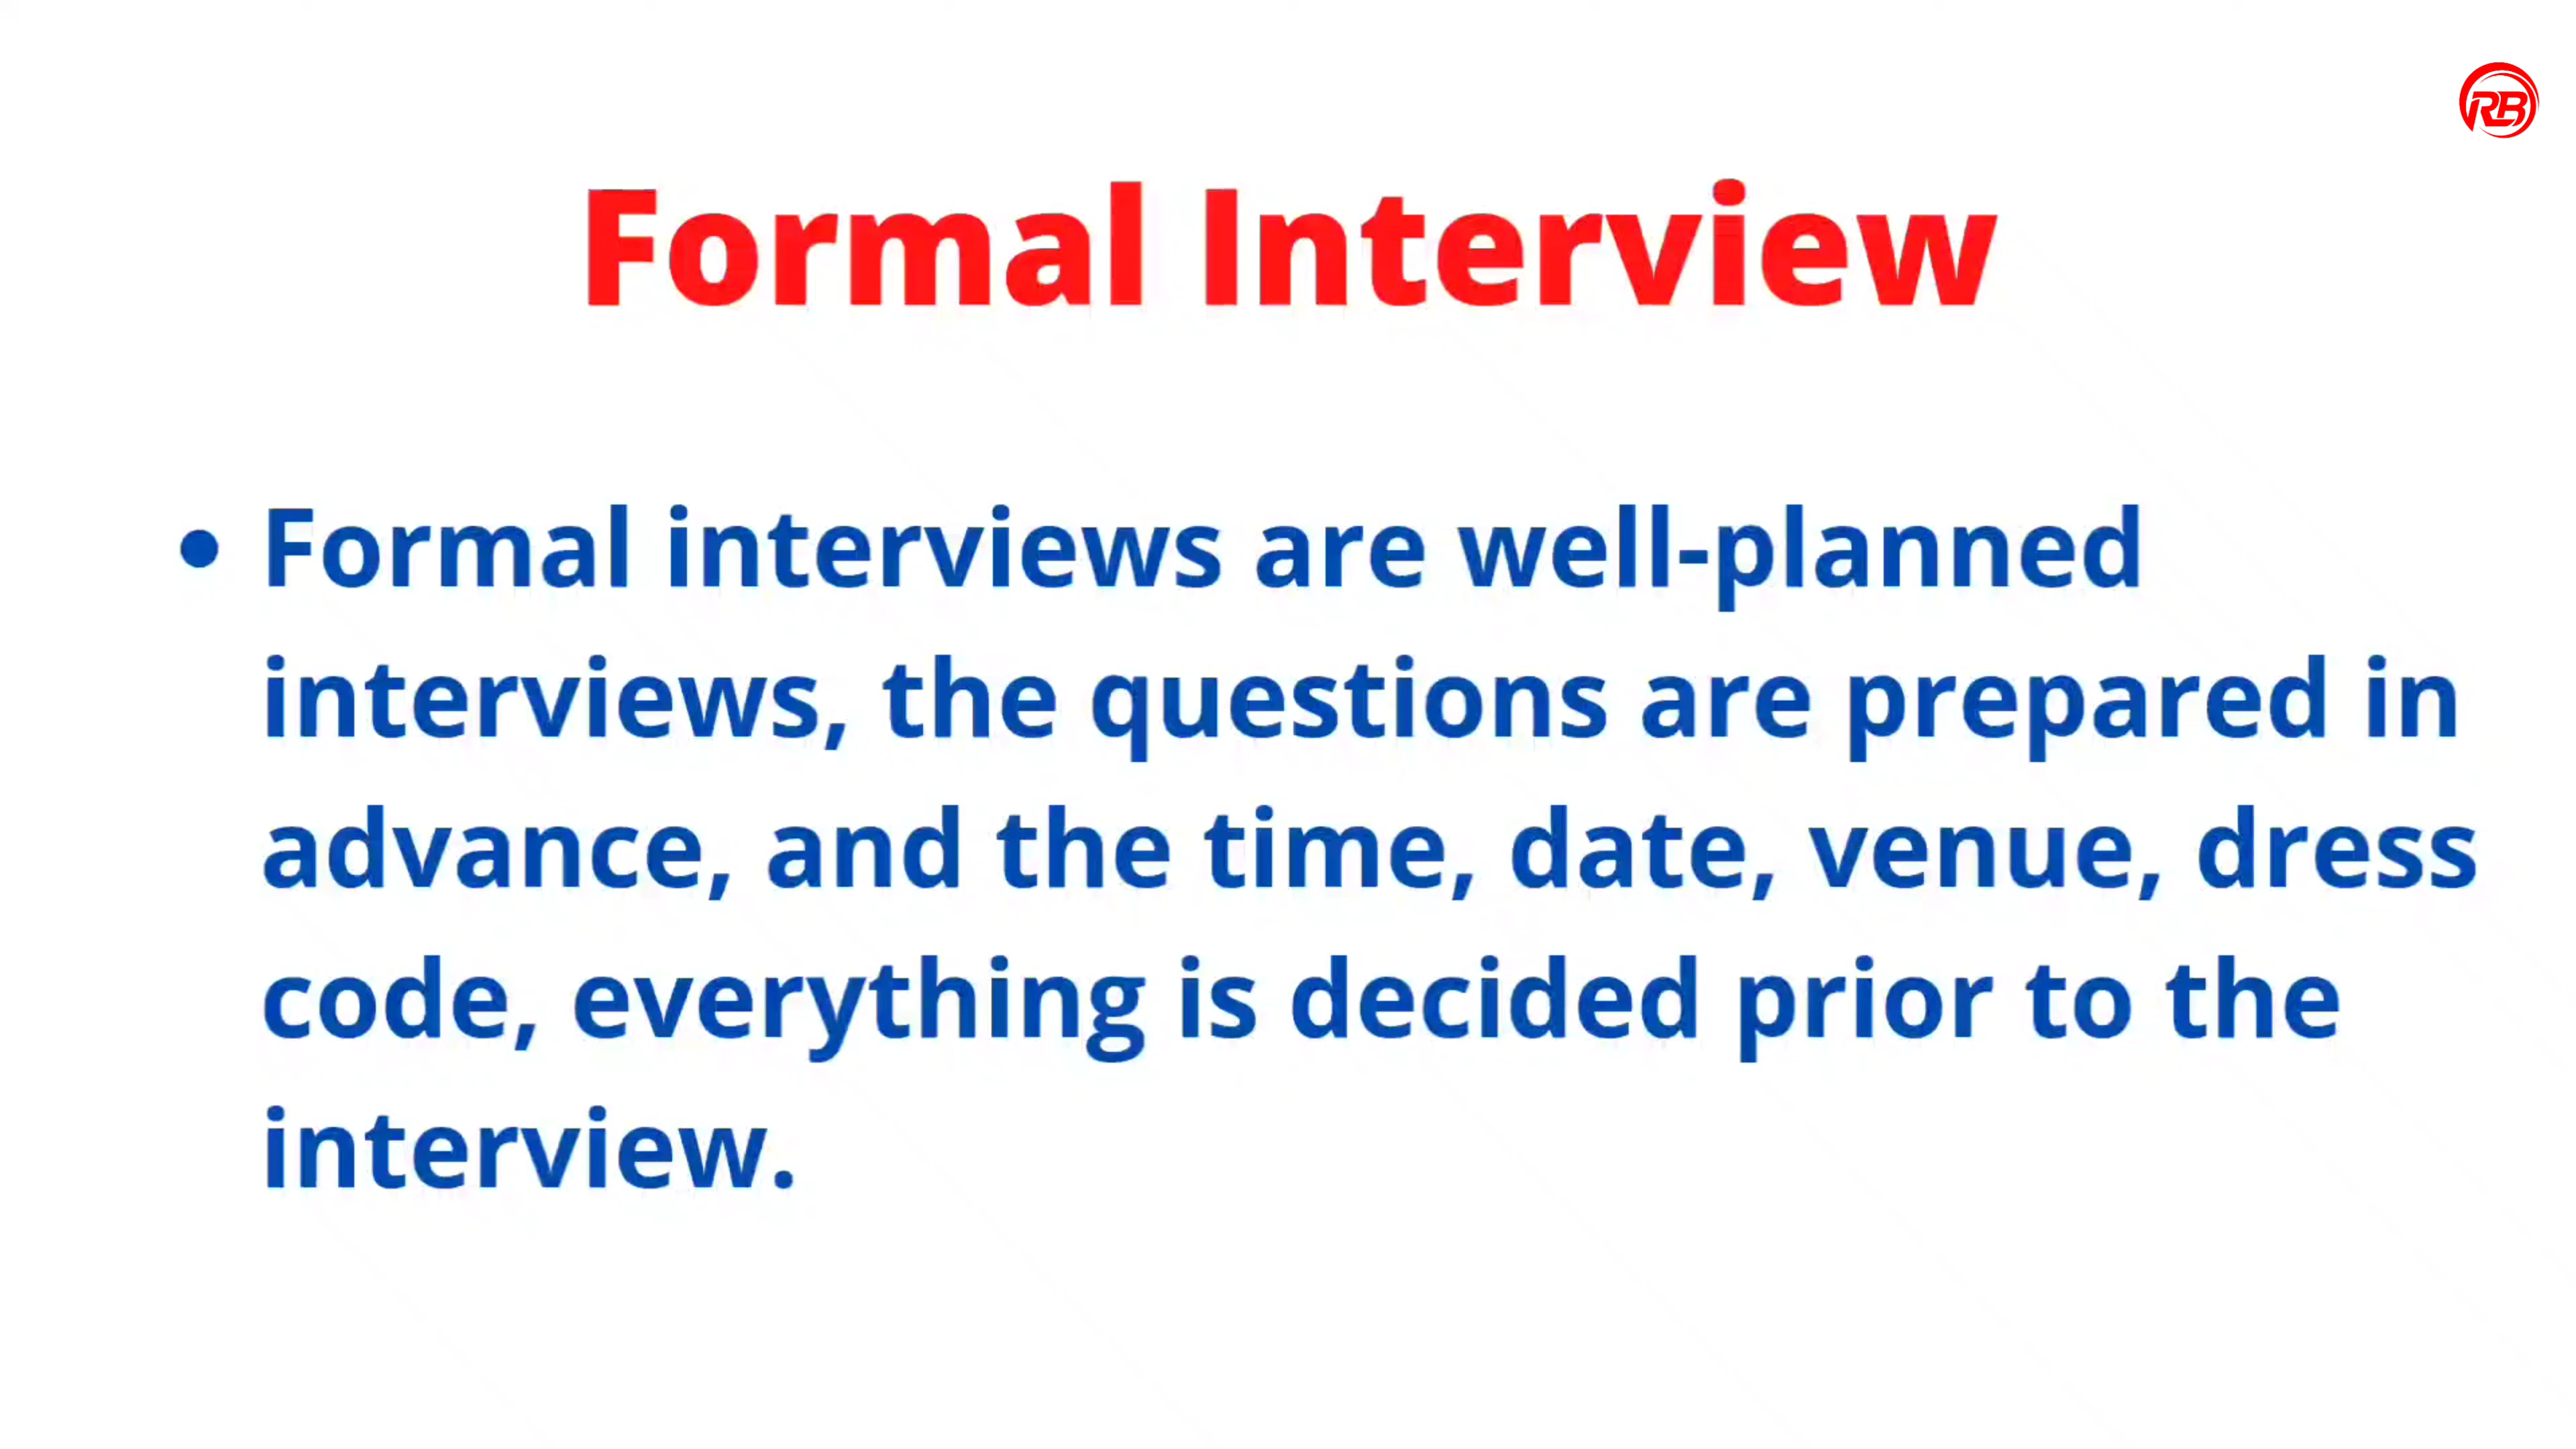 RB
Formal Interview
• Formal interviews are well-planned
interviews, the questions are prepared in
advance, and the time, date, venue, dress
code, everything is decided prior to the
interview.